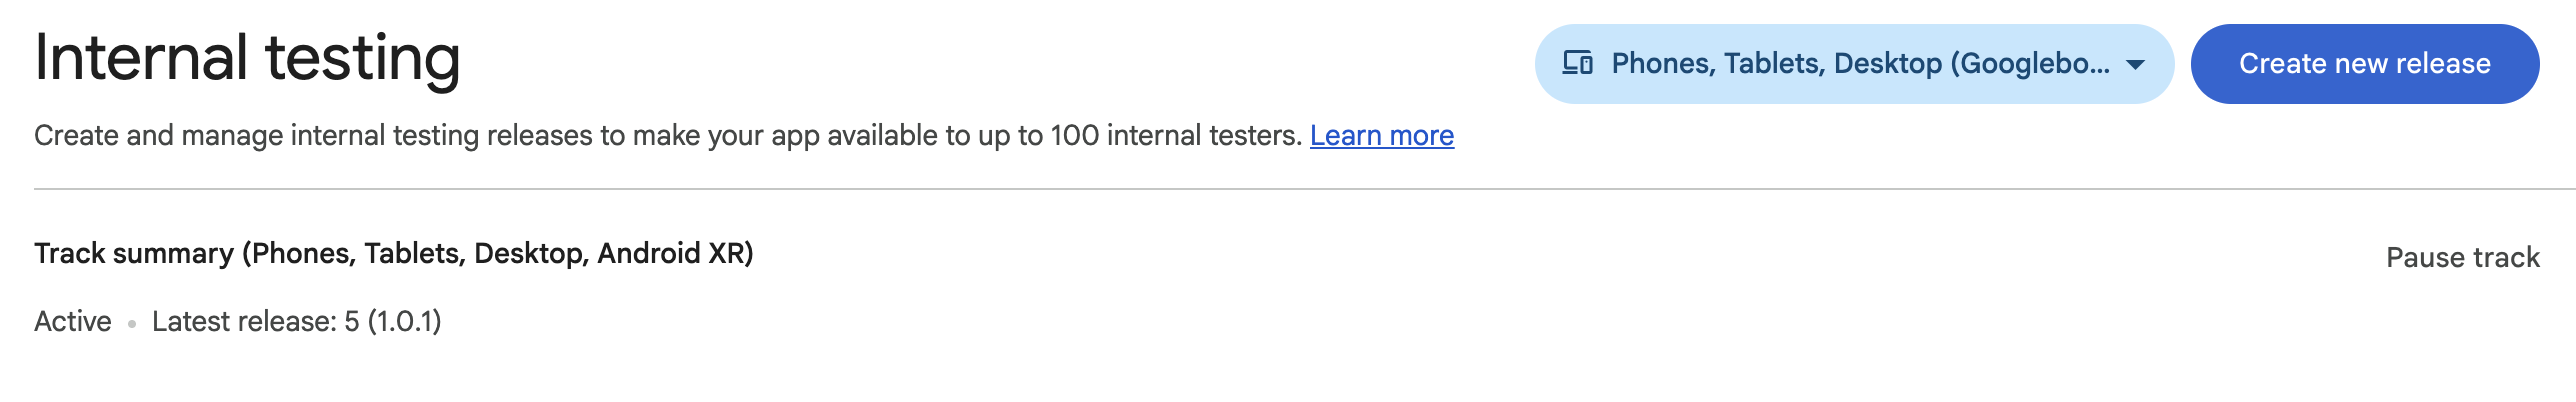 Internal testing
Phones, Tablets, Desktop (Googlebo...
Create new release
Create and manage internal testing releases to make your app available to up to 100 internal testers. Learn more
Track summary (Phones, Tablets, Desktop, Android XR)
Pause track
Active • Latest release: 5 (1.0.1)